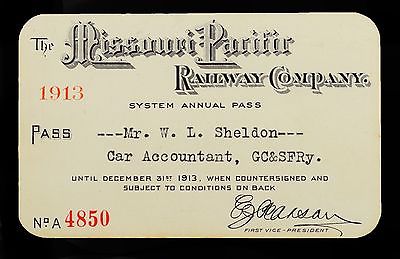 The Missouri Pacific
Railway Company.
1913
SYSTEM ANNUAL PASS
PASS ---Mr. W. L. Sheldon---
Car Accountant, GC&SFRy.
UNTIL DECEMBER 31ST 1913, WHEN COUNTERSIGNED AND
SUBJECT TO CONDITIONS ON BACK
No. A 4850
FIRST VICE-PRESIDENT